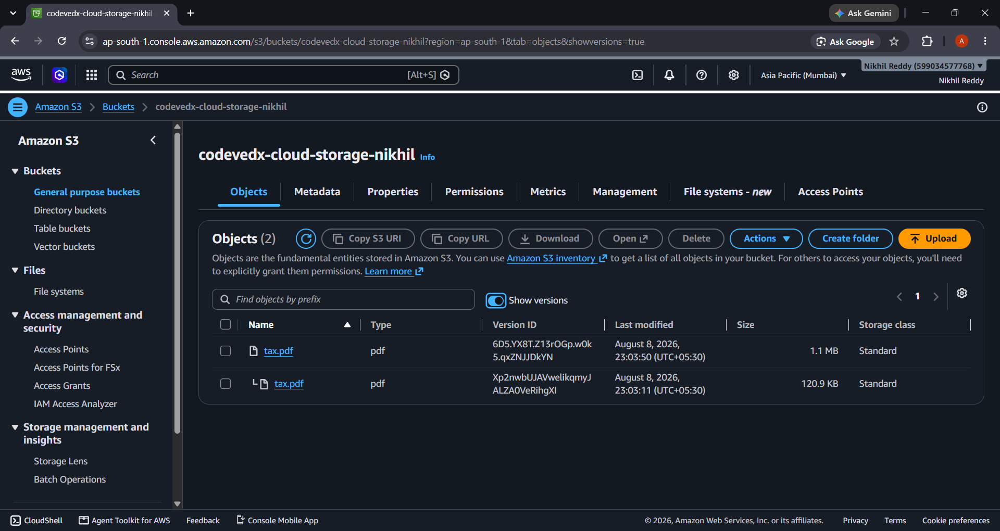 codevedx-cloud-storage-nikhil
Ask Gemini
ap-south-1.console.aws.amazon.com/s3/buckets/codevedx-cloud-storage-nikhil?region=ap-south-1&tab=objects&showversions=true
Ask Google
A
aws
Search
[Alt+S]
Asia Pacific (Mumbai)
Nikhil Reddy (599034577768)
Nikhil Reddy
Amazon S3
Buckets
codevedx-cloud-storage-nikhil
Amazon S3
Buckets
General purpose buckets
Directory buckets
Table buckets
Vector buckets
Files
File systems
Access management and
security
Access Points
Access Points for FSx
Access Grants
IAM Access Analyzer
Storage management and
insights
Storage Lens
Batch Operations
codevedx-cloud-storage-nikhil Info
Objects
Metadata
Properties
Permissions
Metrics
Management
File systems - new
Access Points
Objects (2)
Copy S3 URI
Copy URL
Download
Open
Delete
Actions
Create folder
Upload
Objects are the fundamental entities stored in Amazon S3. You can use Amazon S3 inventory to get a list of all objects in your bucket. For others to access your objects, you'll need
to explicitly grant them permissions. Learn more
Find objects by prefix
Show versions
1
Name
Type
Version ID
Last modified
Size
Storage class
tax.pdf
pdf
6D5.YX8T.Z13rOGp.w0k
5.qxZNJJDkYN
August 8, 2026,
23:03:50 (UTC+05:30)
1.1 MB
Standard
tax.pdf
pdf
Xp2nwbUJAVwelikqmyJ
ALZA0VeRihgXI
August 8, 2026,
23:03:11 (UTC+05:30)
120.9 KB
Standard
CloudShell
Agent Toolkit for AWS
Feedback
Console Mobile App
© 2026, Amazon Web Services, Inc. or its affiliates.
Privacy
Terms
Cookie preferences